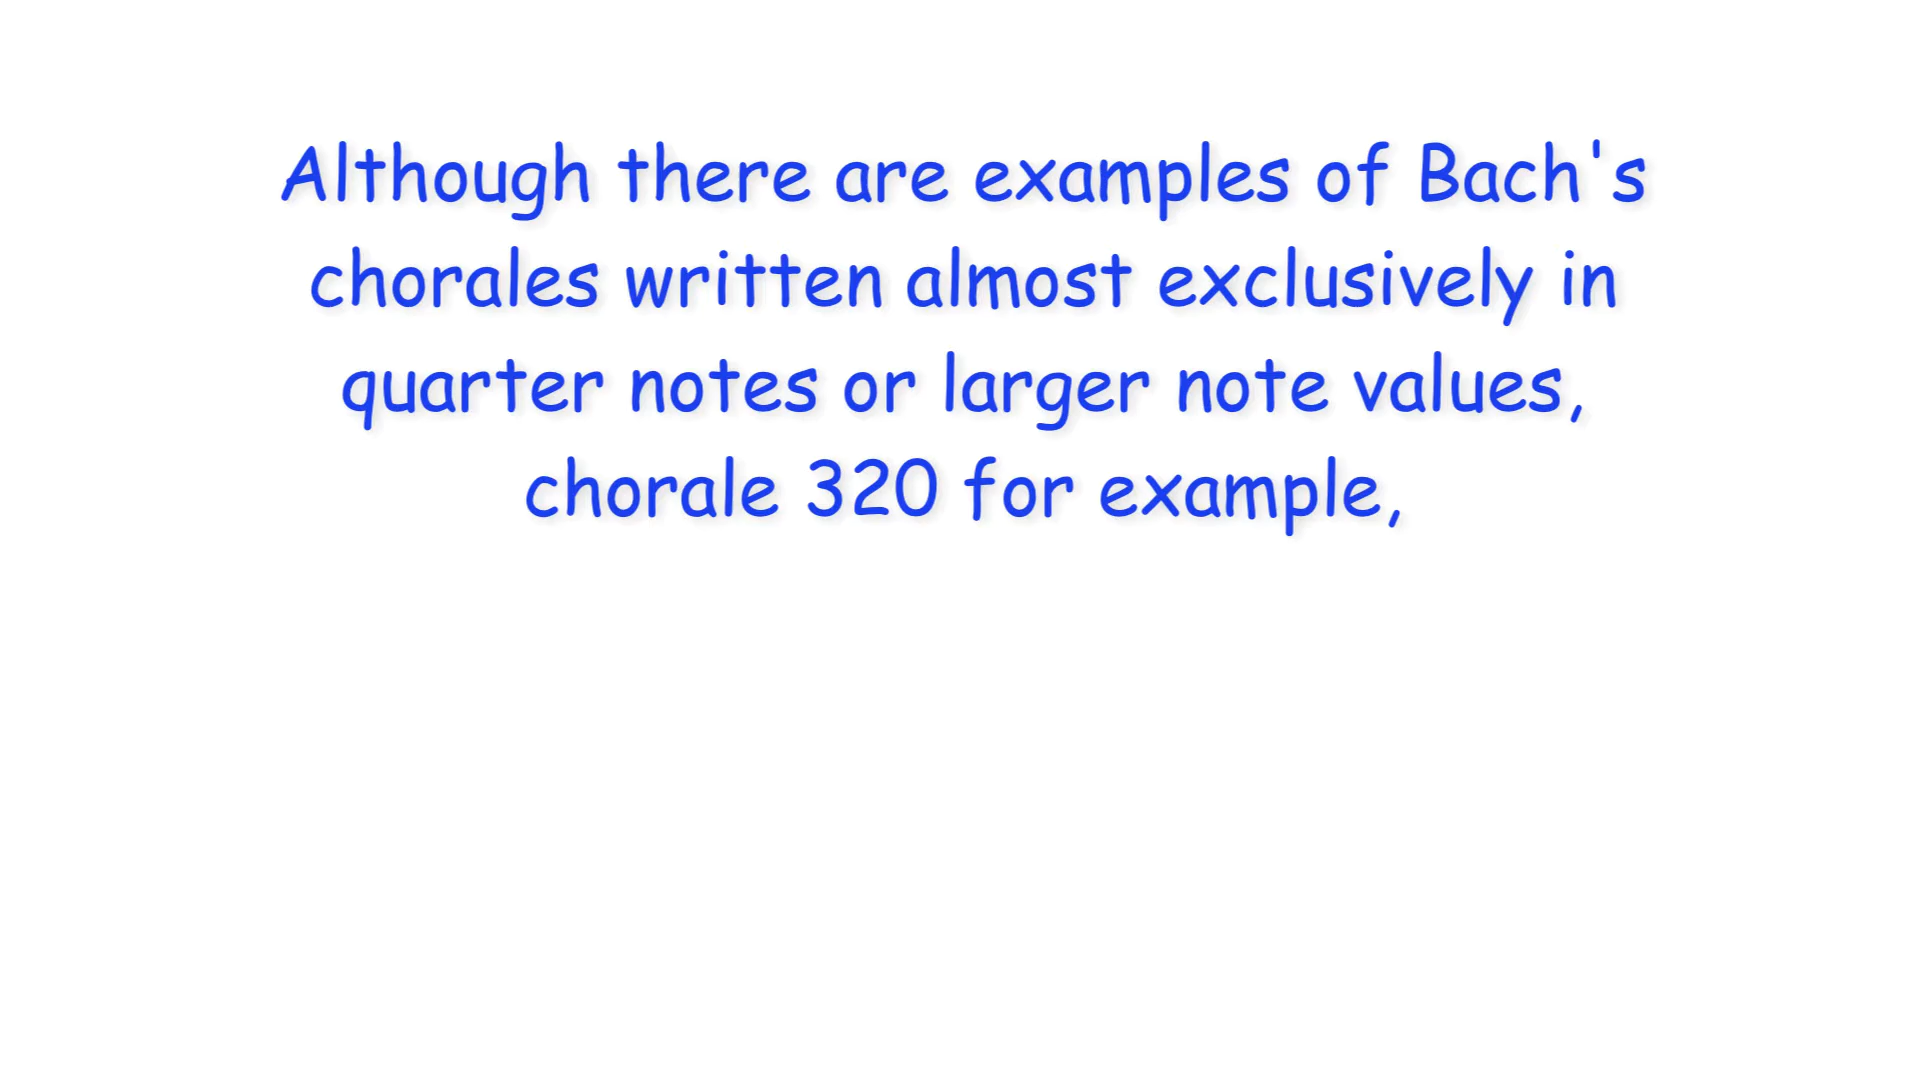 Although there are examples of Bach's
chorales written almost exclusively in
quarter notes or larger note values,
chorale 320 for example,